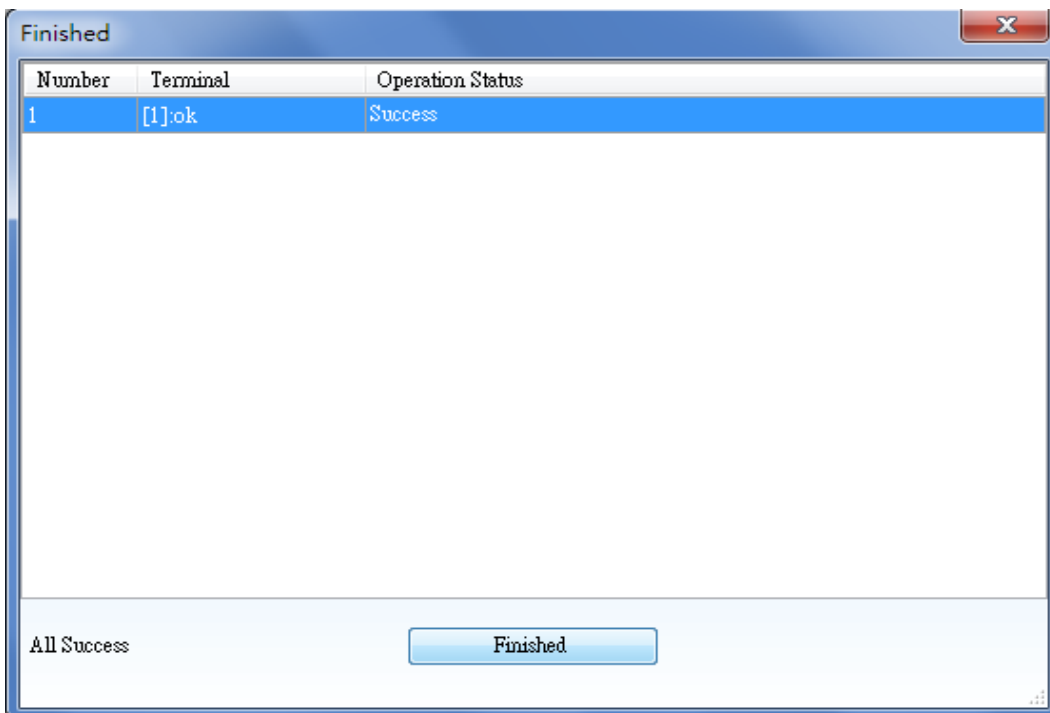 Finished
Number Terminal Operation Status
1 [1]:ok Success
All Success Finished